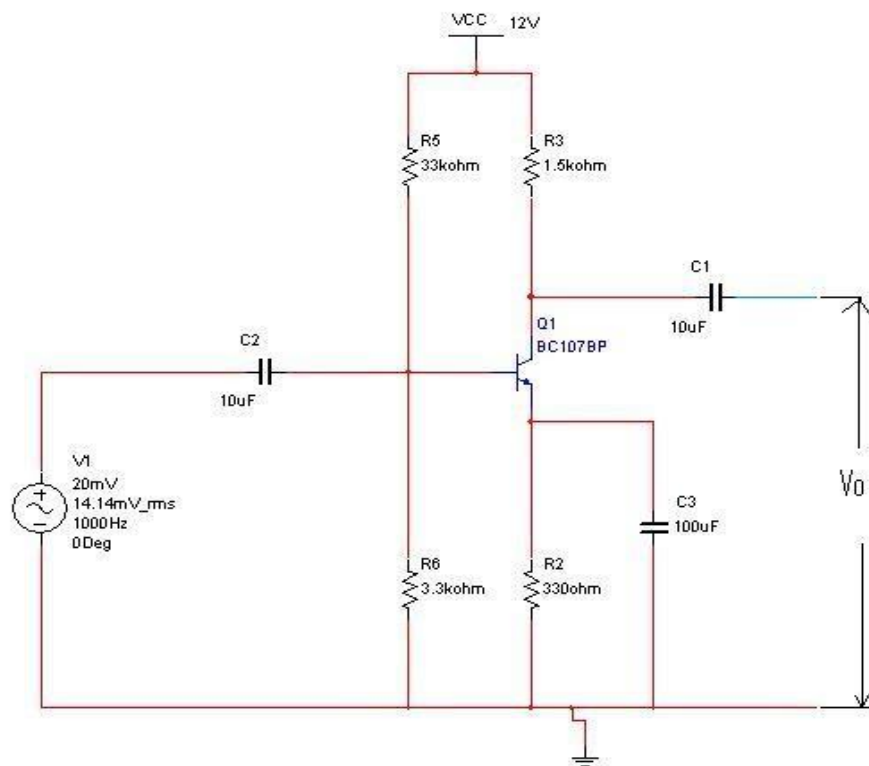 VCC 12V
R5
33kohm
R3
1.5kohm
C1
10uF
Q1
BC107BP
C2
10uF
V1
20mV
14.14mV_rms
1000Hz
0Deg
R6
3.3kohm
R2
330ohm
C3
100uF
V0